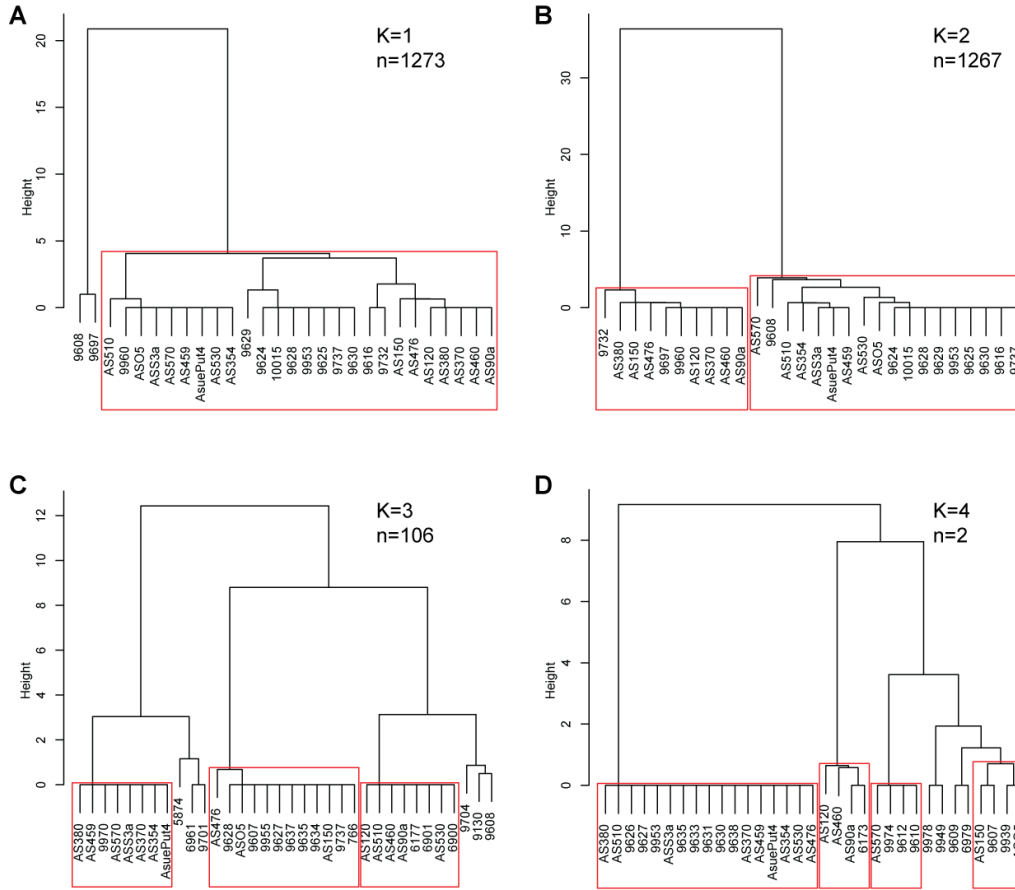 A
K=1
n=1273
Height
20
15
10
5
0
9608
9697
AS510
9960
ASO5
ASS3a
AS570
AS459
AsuePut4
AS530
AS354
9629
9624
10015
9628
9953
9625
9737
9630
9616
9732
AS150
AS476
AS120
AS380
AS370
AS460
AS90a
B
K=2
n=1267
Height
30
20
10
0
9732
AS380
AS150
AS476
9697
9960
AS120
AS370
AS460
AS90a
AS570
9608
AS510
AS354
ASS3a
AsuePut4
AS459
AS530
ASO5
9624
10015
9628
9629
9953
9625
9630
9616
9737
C
K=3
n=106
Height
12
10
8
6
4
2
0
AS380
AS459
9970
AS570
ASS3a
AS370
AS354
AsuePut4
5874
6961
9701
AS476
9628
ASO5
9607
9955
9627
9637
9635
9634
AS150
9737
766
AS120
AS510
AS460
AS90a
6177
6901
AS530
6900
9704
9130
9608
D
K=4
n=2
Height
8
6
4
2
0
AS380
AS510
9626
9627
9953
ASS3a
9635
9633
9631
9630
9638
AS370
AS459
AsuePut4
AS354
AS530
AS476
AS120
AS460
AS90a
6173
AS570
9974
9612
9610
9978
9949
9609
6979
AS150
9607
9939